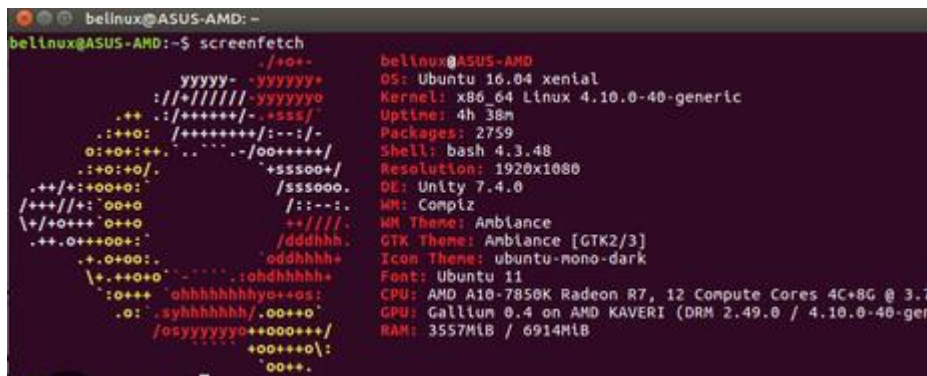 belinux@ASUS-AMD: ~
belinux@ASUS-AMD:~$ screenfetch
belinux@ASUS-AMD
OS: Ubuntu 16.04 xenial
Kernel: x86_64 Linux 4.10.0-40-generic
Uptime: 4h 38m
Packages: 2759
Shell: bash 4.3.48
Resolution: 1920x1080
DE: Unity 7.4.0
WM: Compiz
WM Theme: Ambiance
GTK Theme: Ambiance [GTK2/3]
Icon Theme: ubuntu-mono-dark
Font: Ubuntu 11
CPU: AMD A10-7850K Radeon R7, 12 Compute Cores 4C+8G @ 3.7
GPU: Gallium 0.4 on AMD KAVERI (DRM 2.49.0 / 4.10.0-40-gen
RAM: 3557MiB / 6914MiB